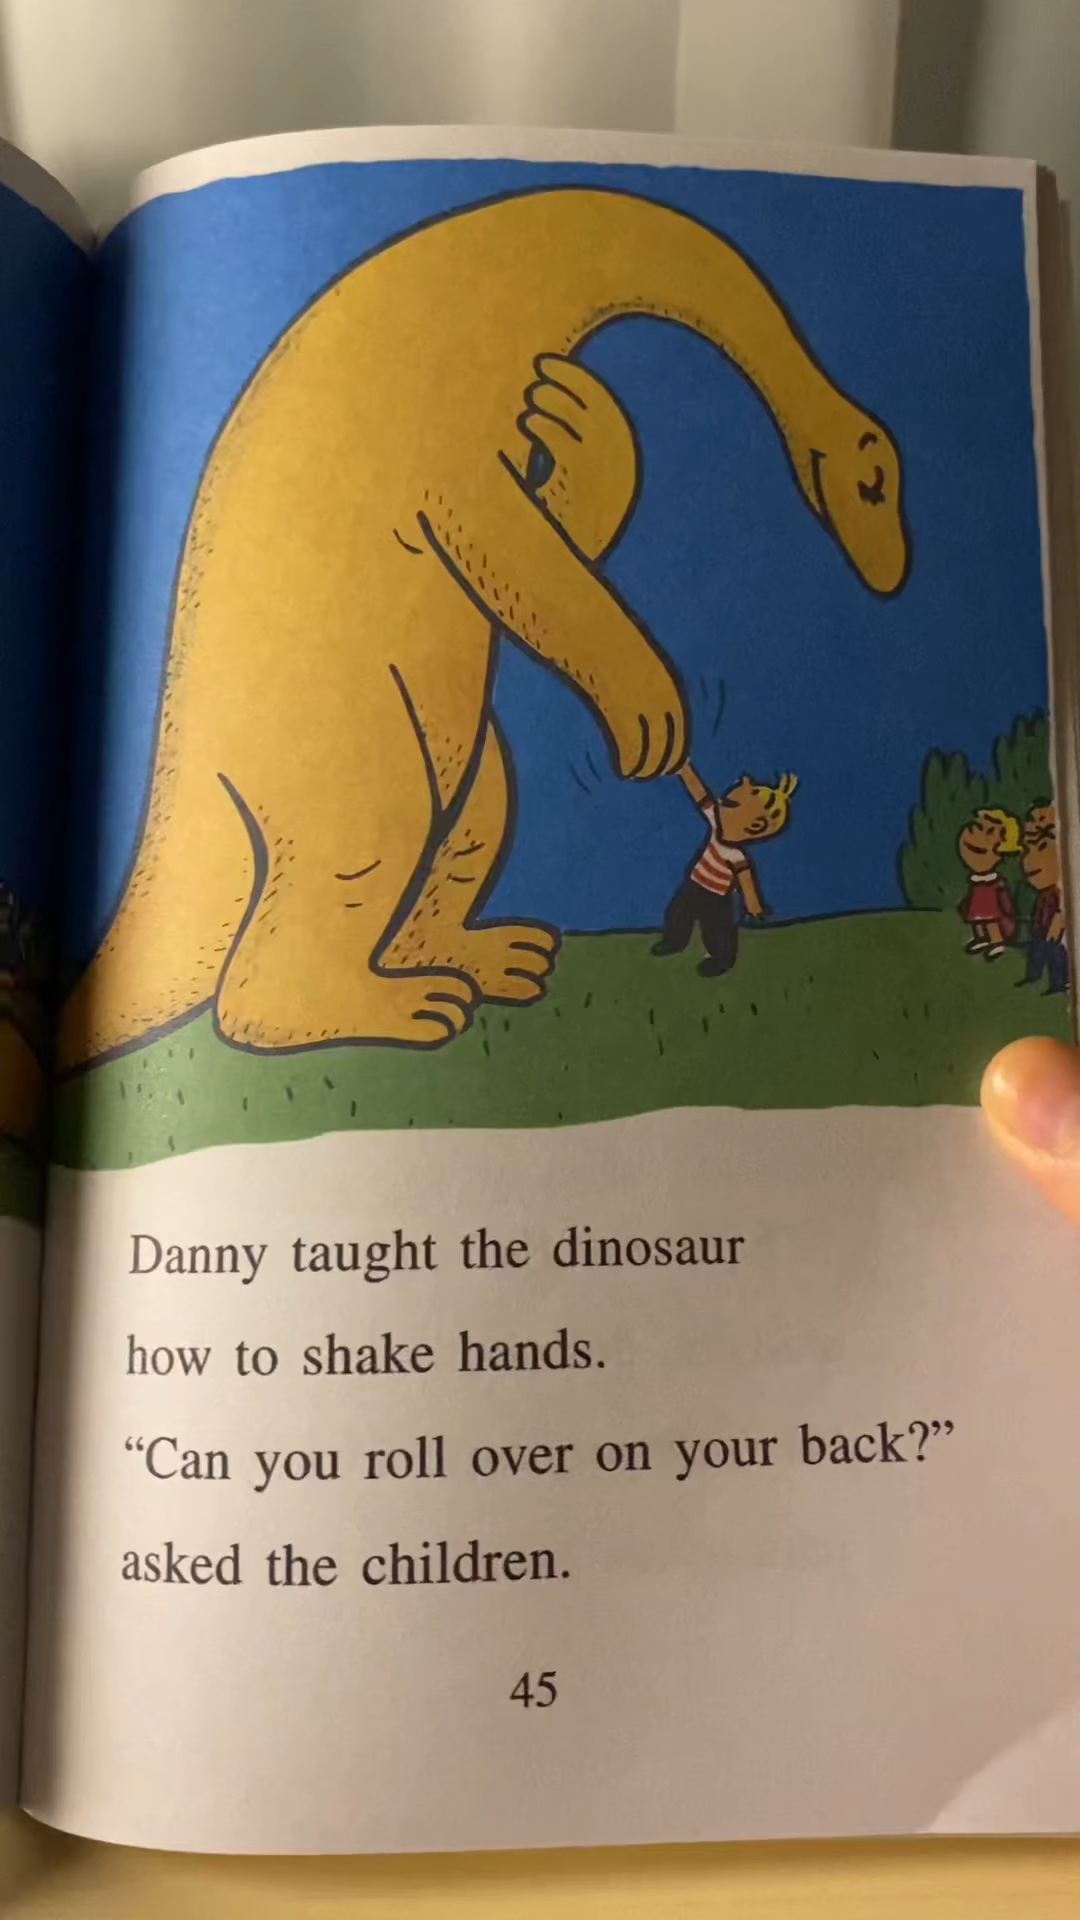 Danny taught the dinosaur
how to shake hands.
“Can you roll over on your back?”
asked the children.
45